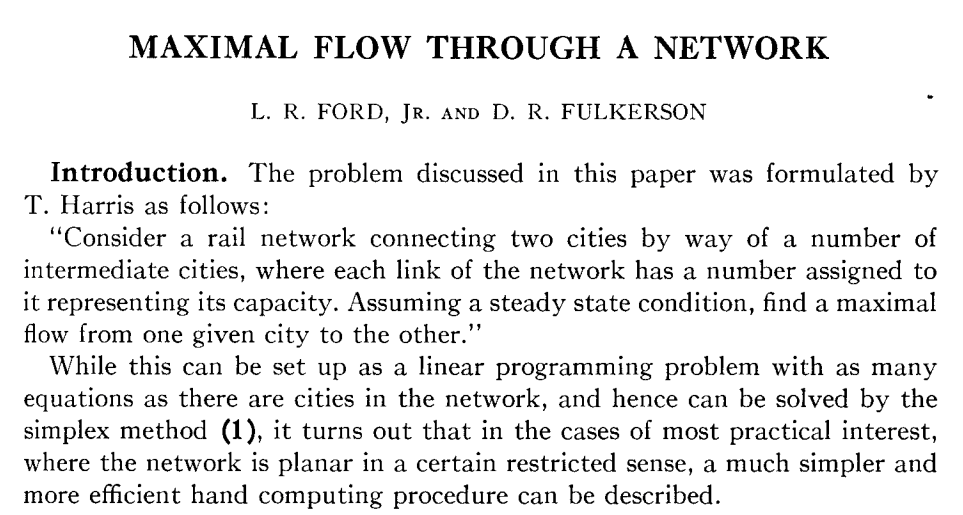 MAXIMAL FLOW THROUGH A NETWORK
L. R. FORD, JR. AND D. R. FULKERSON
Introduction. The problem discussed in this paper was formulated by
T. Harris as follows:
"Consider a rail network connecting two cities by way of a number of
intermediate cities, where each link of the network has a number assigned to
it representing its capacity. Assuming a steady state condition, find a maximal
flow from one given city to the other."
While this can be set up as a linear programming problem with as many
equations as there are cities in the network, and hence can be solved by the
simplex method (1), it turns out that in the cases of most practical interest,
where the network is planar in a certain restricted sense, a much simpler and
more efficient hand computing procedure can be described.